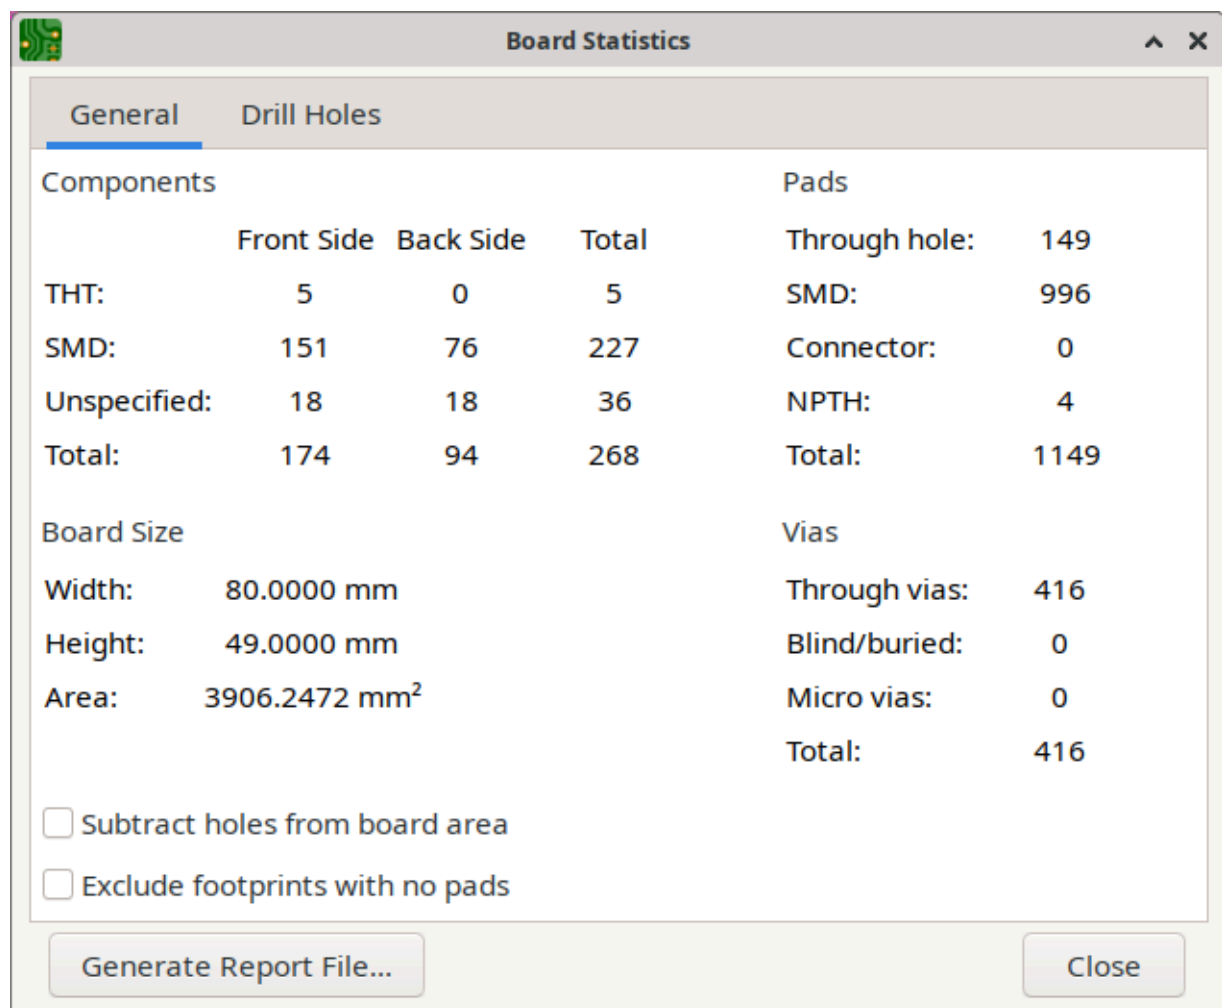 Board Statistics
General Drill Holes
Components
Front Side Back Side Total
THT: 5 0 5
SMD: 151 76 227
Unspecified: 18 18 36
Total: 174 94 268
Pads
Through hole: 149
SMD: 996
Connector: 0
NPTH: 4
Total: 1149
Board Size
Width: 80.0000 mm
Height: 49.0000 mm
Area: 3906.2472 mm²
Vias
Through vias: 416
Blind/buried: 0
Micro vias: 0
Total: 416
Subtract holes from board area
Exclude footprints with no pads
Generate Report File... Close